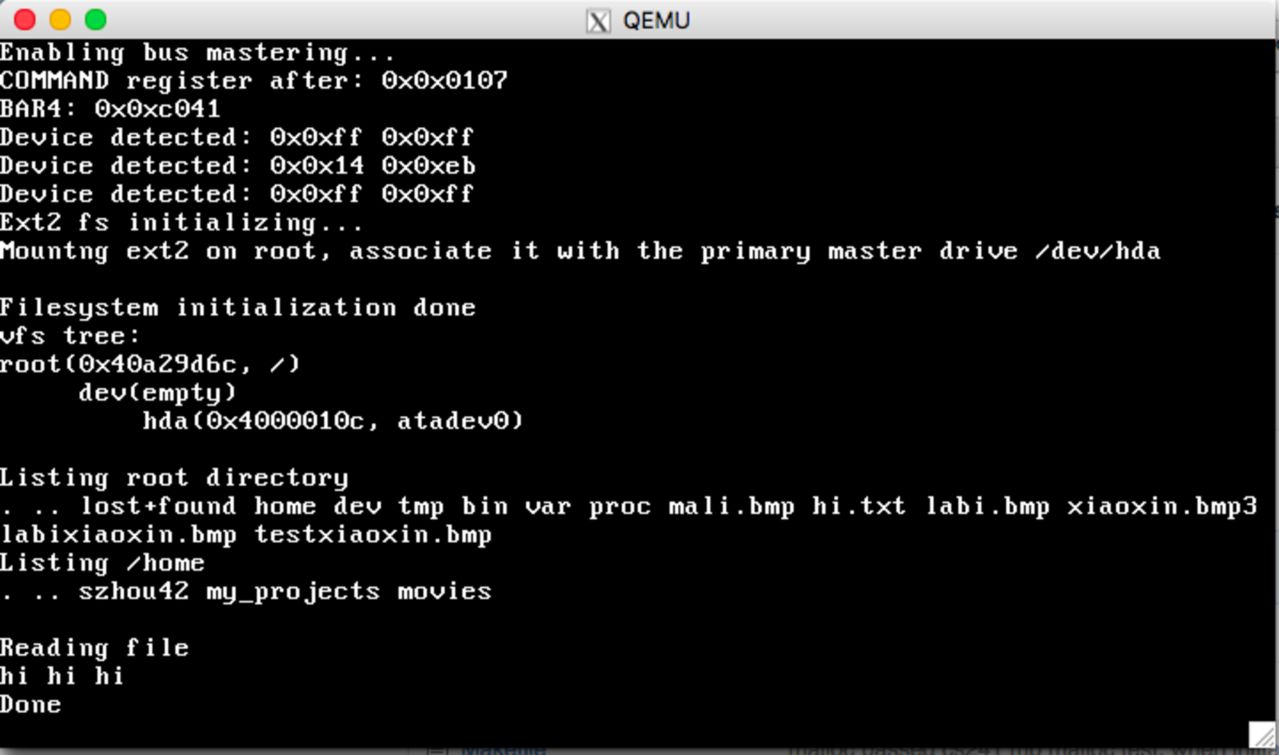 QEMU
Enabling bus mastering...
COMMAND register after: 0x0x0107
BAR4: 0x0xc041
Device detected: 0x0xff 0x0xff
Device detected: 0x0x14 0x0xeb
Device detected: 0x0xff 0x0xff
Ext2 fs initializing...
Mountng ext2 on root, associate it with the primary master drive /dev/hda
Filesystem initialization done
vfs tree:
root(0x40a29d6c, /)
dev(empty)
hda(0x4000010c, atadev0)
Listing root directory
. .. lost+found home dev tmp bin var proc mali.bmp hi.txt labi.bmp xiaoxin.bmp3
labixiaoxin.bmp testxiaoxin.bmp
Listing /home
. .. szhou42 my_projects movies
Reading file
hi hi hi
Done